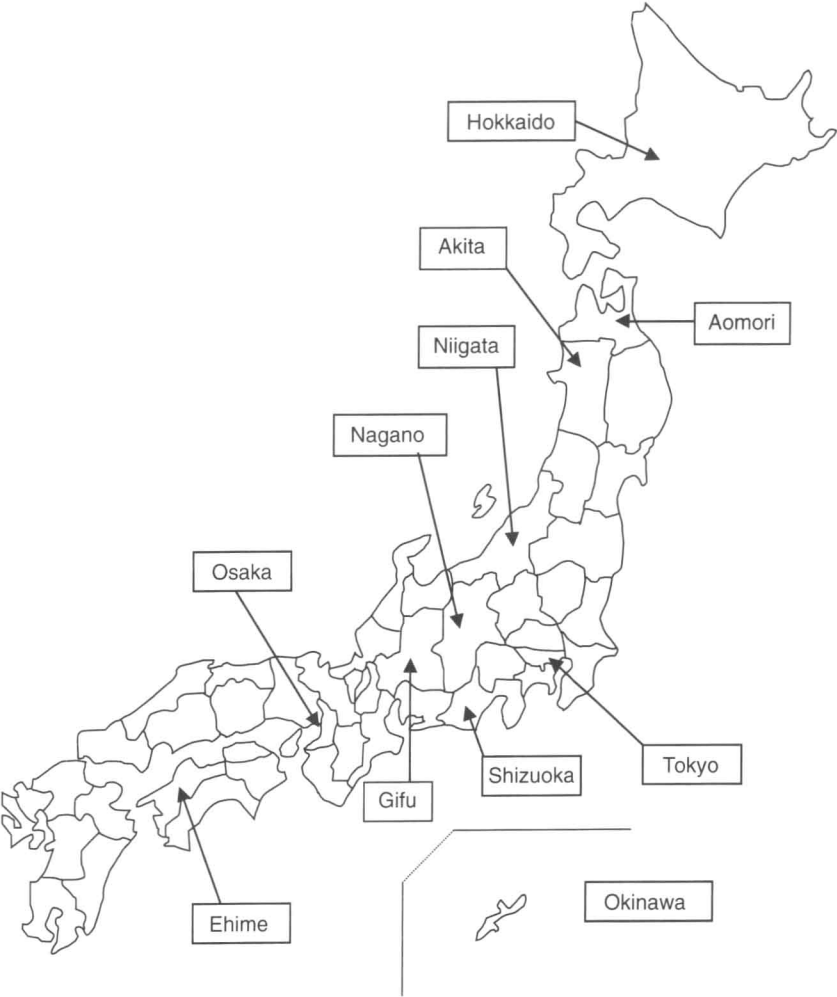 Hokkaido
Akita
Aomori
Niigata
Nagano
Osaka
Shizuoka
Tokyo
Gifu
Okinawa
Ehime